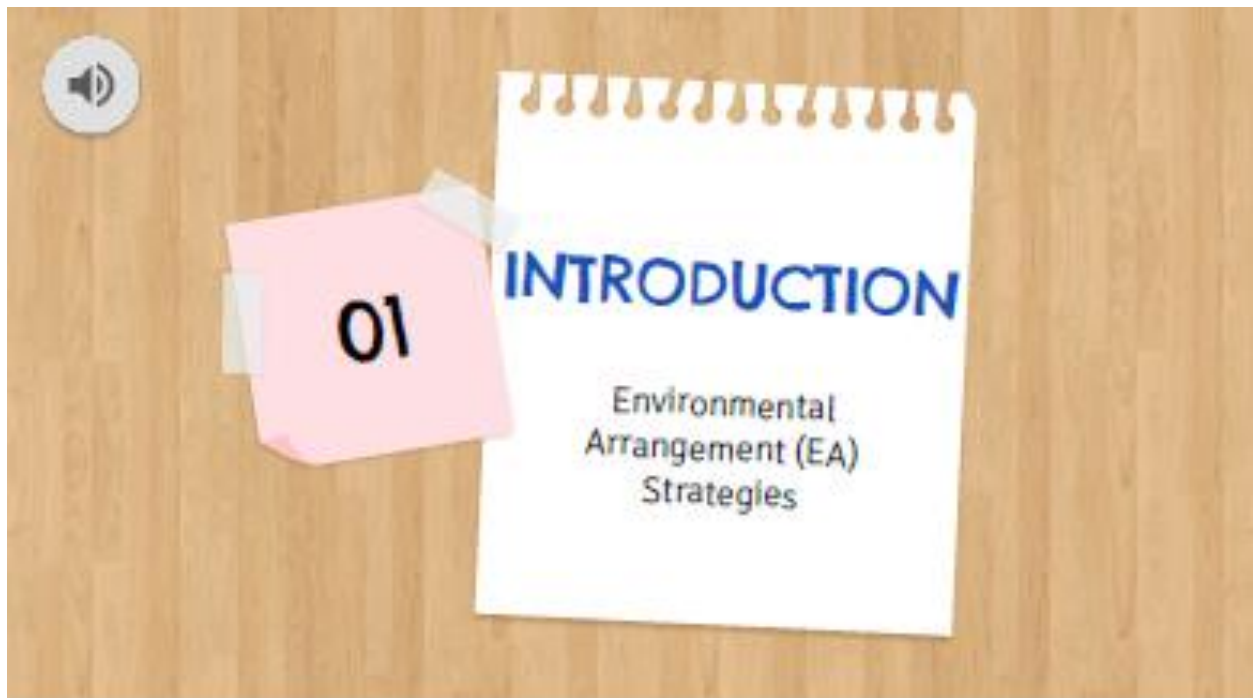 01
INTRODUCTION
Environmental
Arrangement (EA)
Strategies